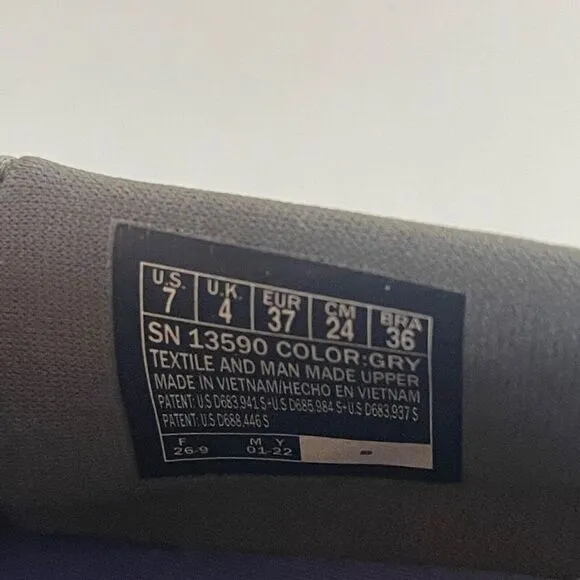 U.S. U.K. EUR CM BRA
7 4 37 24 36
SN 13590 COLOR:GRY
TEXTILE AND MAN MADE UPPER
MADE IN VIETNAM/HECHO EN VIETNAM
PATENT: U.S D683,941 S-U.S D685,984 S-U.S D683,937 S
PATENT: U.S D688,446 S
F M Y
26-9 01-22